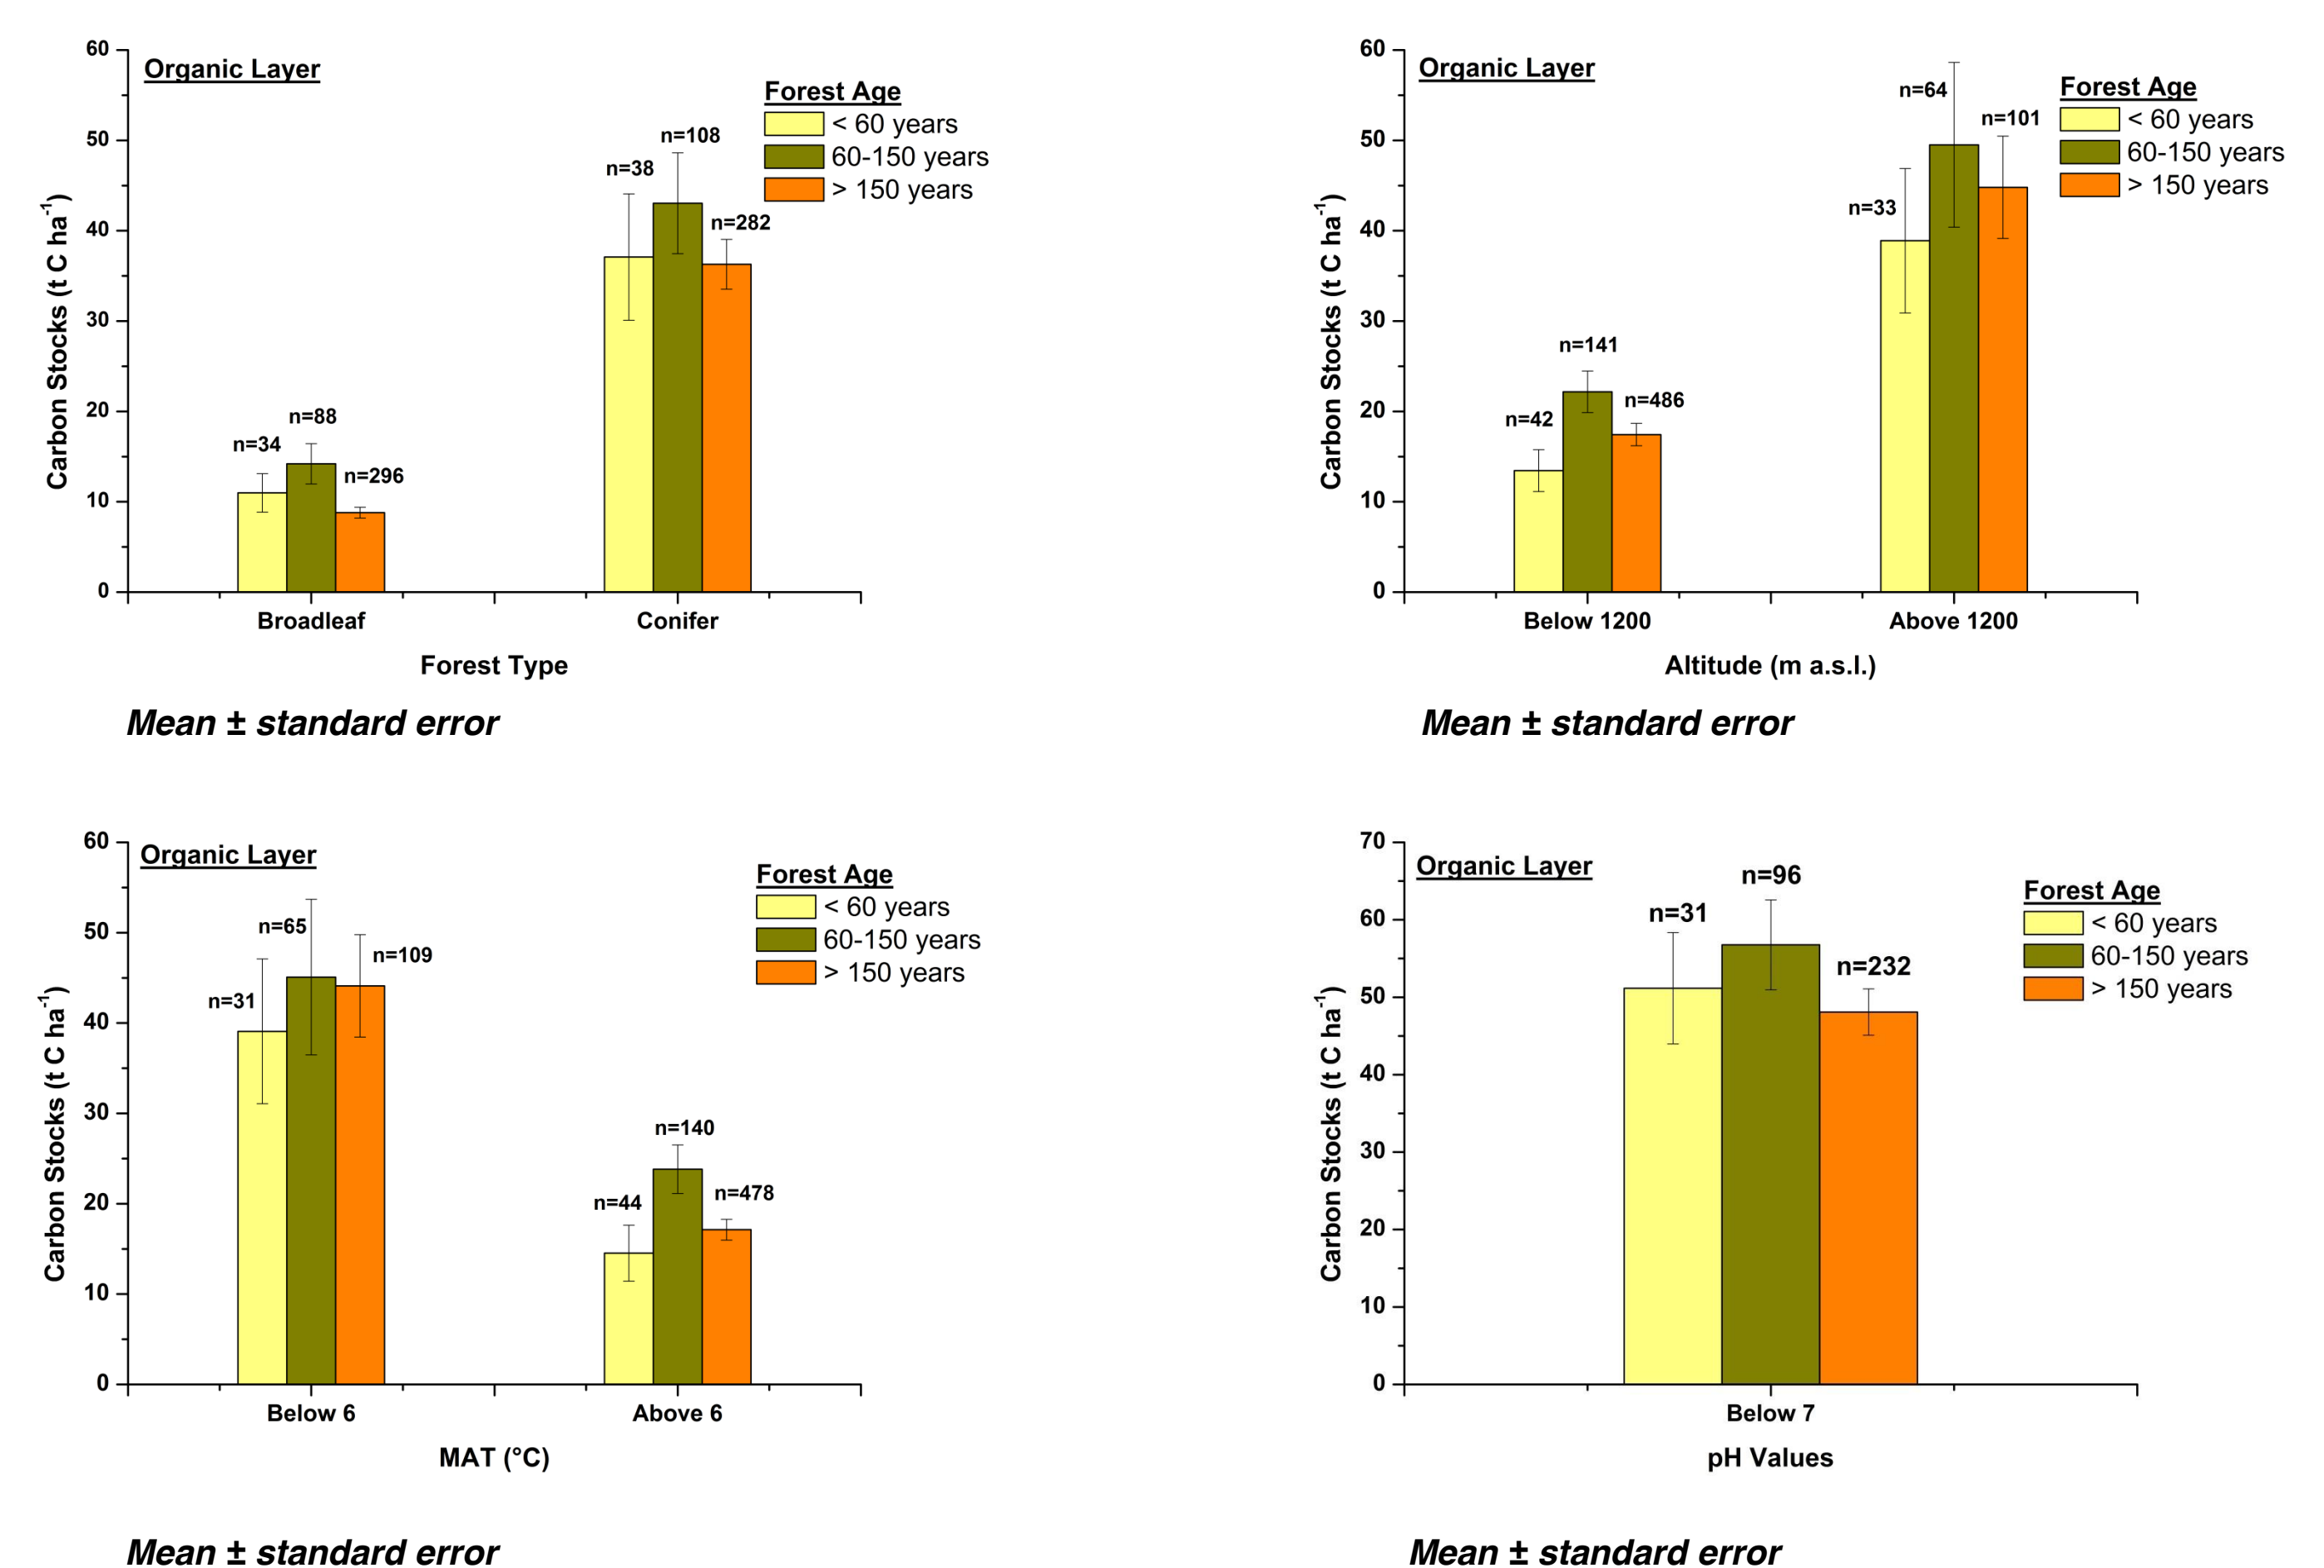 Organic Layer
Forest Age
< 60 years
60-150 years
> 150 years
60
50
40
30
20
10
0
Carbon Stocks (t C ha-1)
n=34
n=88
n=296
n=38
n=108
n=282
Broadleaf
Conifer
Forest Type
Mean ± standard error
Organic Layer
Forest Age
< 60 years
60-150 years
> 150 years
60
50
40
30
20
10
0
Carbon Stocks (t C ha-1)
n=42
n=141
n=486
n=33
n=64
n=101
Below 1200
Above 1200
Altitude (m a.s.l.)
Mean ± standard error
Organic Layer
Forest Age
< 60 years
60-150 years
> 150 years
60
50
40
30
20
10
0
Carbon Stocks (t C ha-1)
n=31
n=65
n=109
n=44
n=140
n=478
Below 6
Above 6
MAT (°C)
Mean ± standard error
Organic Layer
Forest Age
< 60 years
60-150 years
> 150 years
70
60
50
40
30
20
10
0
Carbon Stocks (t C ha-1)
n=31
n=96
n=232
Below 7
pH Values
Mean ± standard error